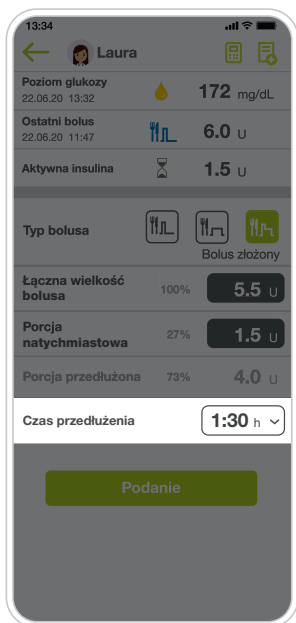 13:34
Laura
Poziom glukozy
22.06.20 13:32
172 mg/dL
Ostatni bolus
22.06.20 11:47
6.0 U
Aktywna insulina
1.5 U
Typ bolusa
Bolus złożony
Łączna wielkość
bolusa
100%
5.5 U
Porcja
natychmiastowa
27%
1.5 U
Porcja przedłużona
73%
4.0 U
Czas przedłużenia
1:30 h
Podanie